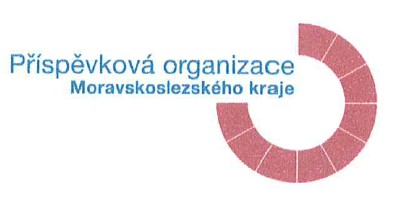 Příspěvková organizace
Moravskoslezského kraje